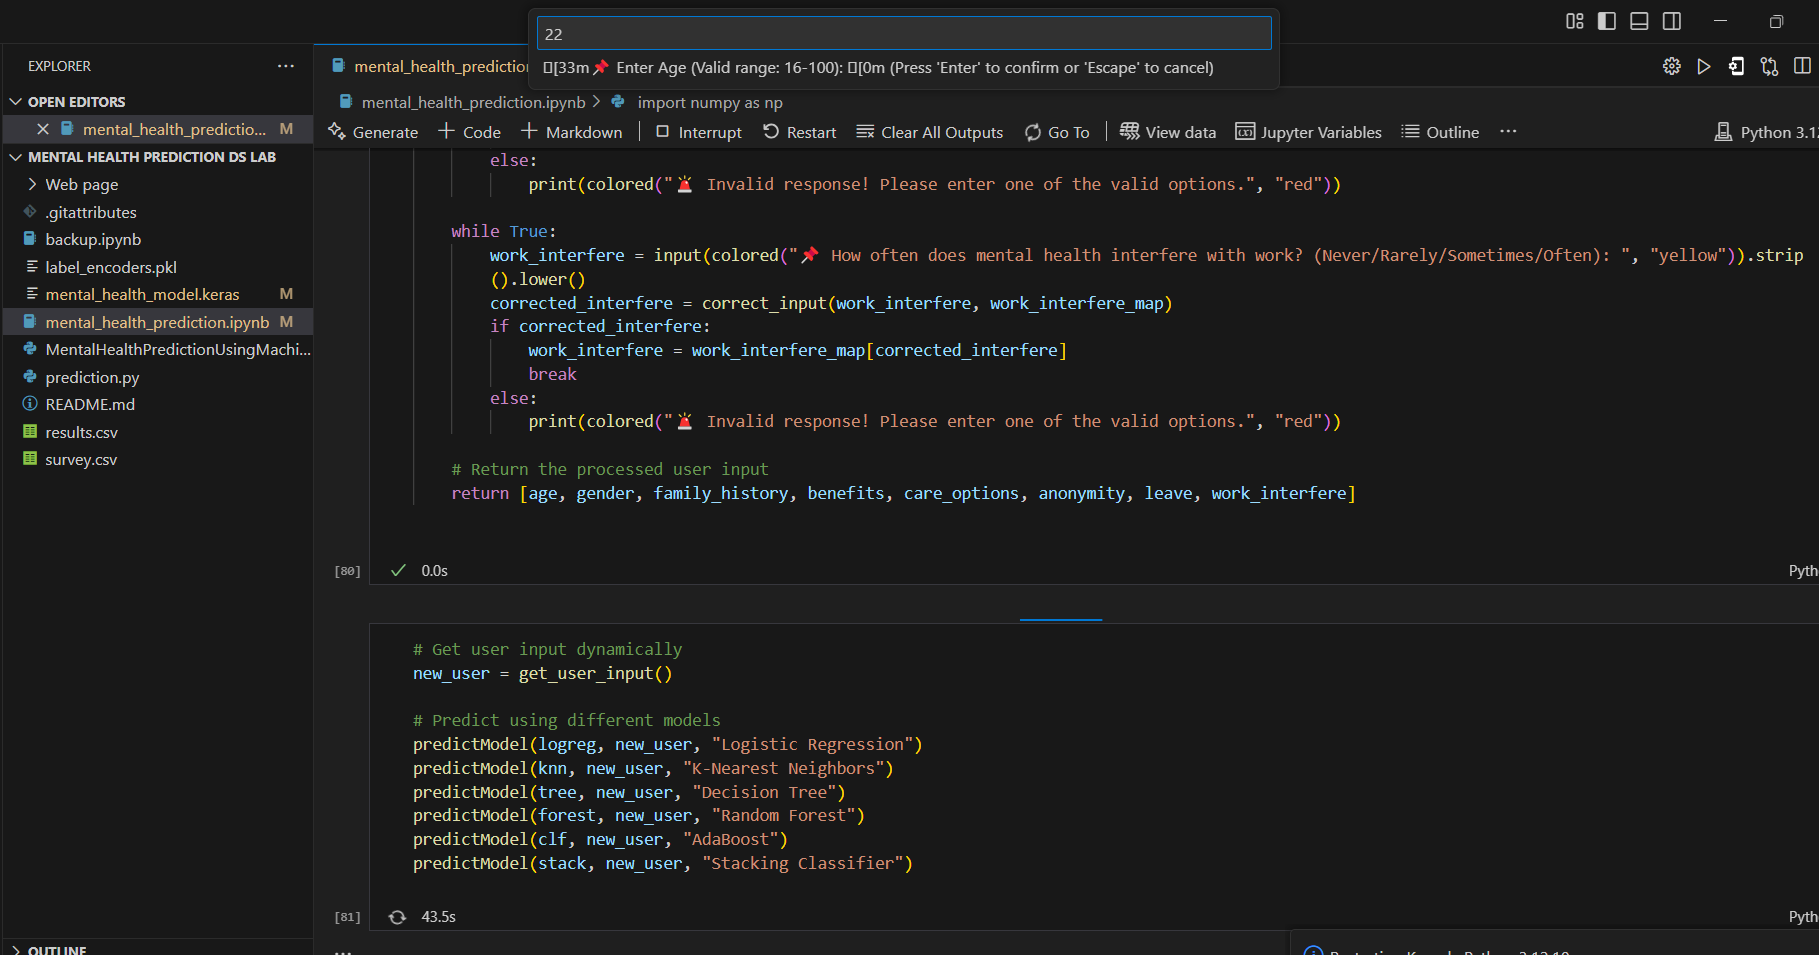 22
[33m📌 Enter Age (Valid range: 16-100): [0m (Press 'Enter' to confirm or 'Escape' to cancel)
EXPLORER
OPEN EDITORS
mental_health_predictio... M
MENTAL HEALTH PREDICTION DS LAB
Web page
.gitattributes
backup.ipynb
label_encoders.pkl
mental_health_model.keras M
mental_health_prediction.ipynb M
MentalHealthPredictionUsingMachi...
prediction.py
README.md
results.csv
survey.csv
OUTLINE
mental_health_prediction
mental_health_prediction.ipynb > import numpy as np
Generate + Code + Markdown | Interrupt Restart Clear All Outputs Go To | View data Jupyter Variables Outline ... Python 3.12
else:
print(colored("🚨 Invalid response! Please enter one of the valid options.", "red"))
while True:
work_interfere = input(colored("📌 How often does mental health interfere with work? (Never/Rarely/Sometimes/Often): ", "yellow")).strip
().lower()
corrected_interfere = correct_input(work_interfere, work_interfere_map)
if corrected_interfere:
work_interfere = work_interfere_map[corrected_interfere]
break
else:
print(colored("🚨 Invalid response! Please enter one of the valid options.", "red"))
# Return the processed user input
return [age, gender, family_history, benefits, care_options, anonymity, leave, work_interfere]
[80] 0.0s Pyth
# Get user input dynamically
new_user = get_user_input()
# Predict using different models
predictModel(logreg, new_user, "Logistic Regression")
predictModel(knn, new_user, "K-Nearest Neighbors")
predictModel(tree, new_user, "Decision Tree")
predictModel(forest, new_user, "Random Forest")
predictModel(clf, new_user, "AdaBoost")
predictModel(stack, new_user, "Stacking Classifier")
[81] 43.5s Pyth